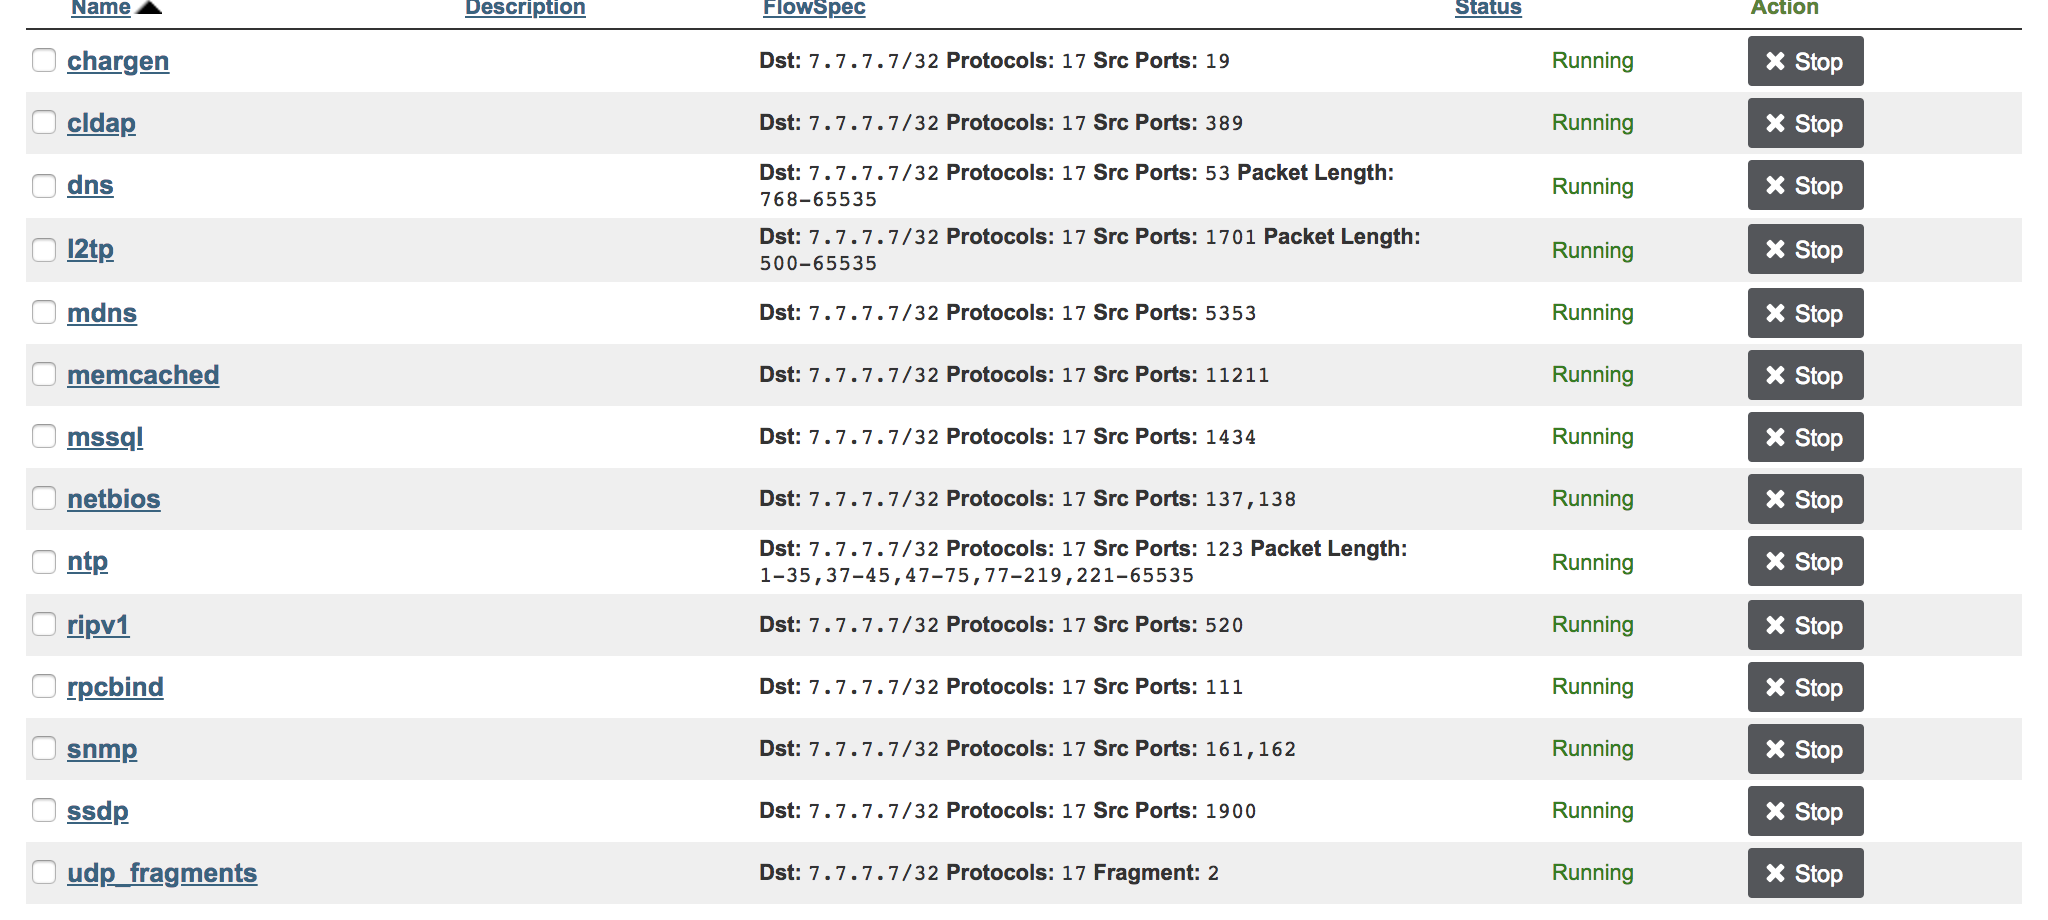 Name Description FlowSpec Status Action
chargen Dst: 7.7.7.7/32 Protocols: 17 Src Ports: 19 Running Stop
cldap Dst: 7.7.7.7/32 Protocols: 17 Src Ports: 389 Running Stop
dns Dst: 7.7.7.7/32 Protocols: 17 Src Ports: 53 Packet Length:
768-65535 Running Stop
l2tp Dst: 7.7.7.7/32 Protocols: 17 Src Ports: 1701 Packet Length:
500-65535 Running Stop
mdns Dst: 7.7.7.7/32 Protocols: 17 Src Ports: 5353 Running Stop
memcached Dst: 7.7.7.7/32 Protocols: 17 Src Ports: 11211 Running Stop
mssql Dst: 7.7.7.7/32 Protocols: 17 Src Ports: 1434 Running Stop
netbios Dst: 7.7.7.7/32 Protocols: 17 Src Ports: 137,138 Running Stop
ntp Dst: 7.7.7.7/32 Protocols: 17 Src Ports: 123 Packet Length:
1-35,37-45,47-75,77-219,221-65535 Running Stop
ripv1 Dst: 7.7.7.7/32 Protocols: 17 Src Ports: 520 Running Stop
rpcbind Dst: 7.7.7.7/32 Protocols: 17 Src Ports: 111 Running Stop
snmp Dst: 7.7.7.7/32 Protocols: 17 Src Ports: 161,162 Running Stop
ssdp Dst: 7.7.7.7/32 Protocols: 17 Src Ports: 1900 Running Stop
udp_fragments Dst: 7.7.7.7/32 Protocols: 17 Fragment: 2 Running Stop